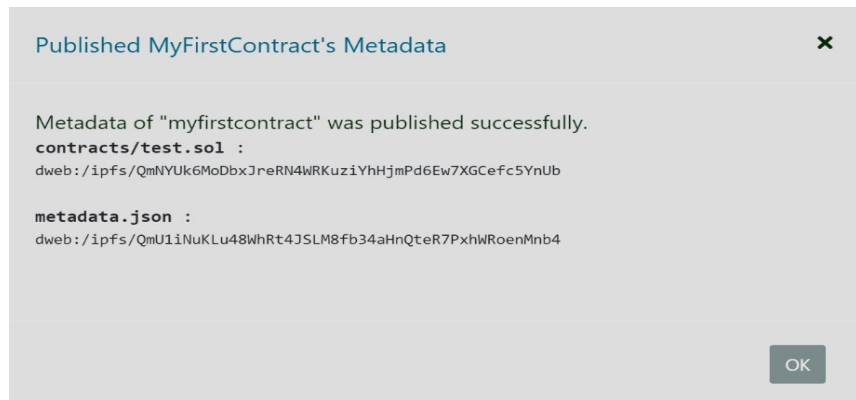 Published MyFirstContract's Metadata
Metadata of "myfirstcontract" was published successfully.
contracts/test.sol :
dweb:/ipfs/QmNYUk6MoDbxJreRN4WRKuziYhHjmPd6Ew7XGCefc5YnUb
metadata.json :
dweb:/ipfs/QmU1iNuKLu48WhRt4JSLM8fb34aHnQteR7PxhWRoenMnb4
OK